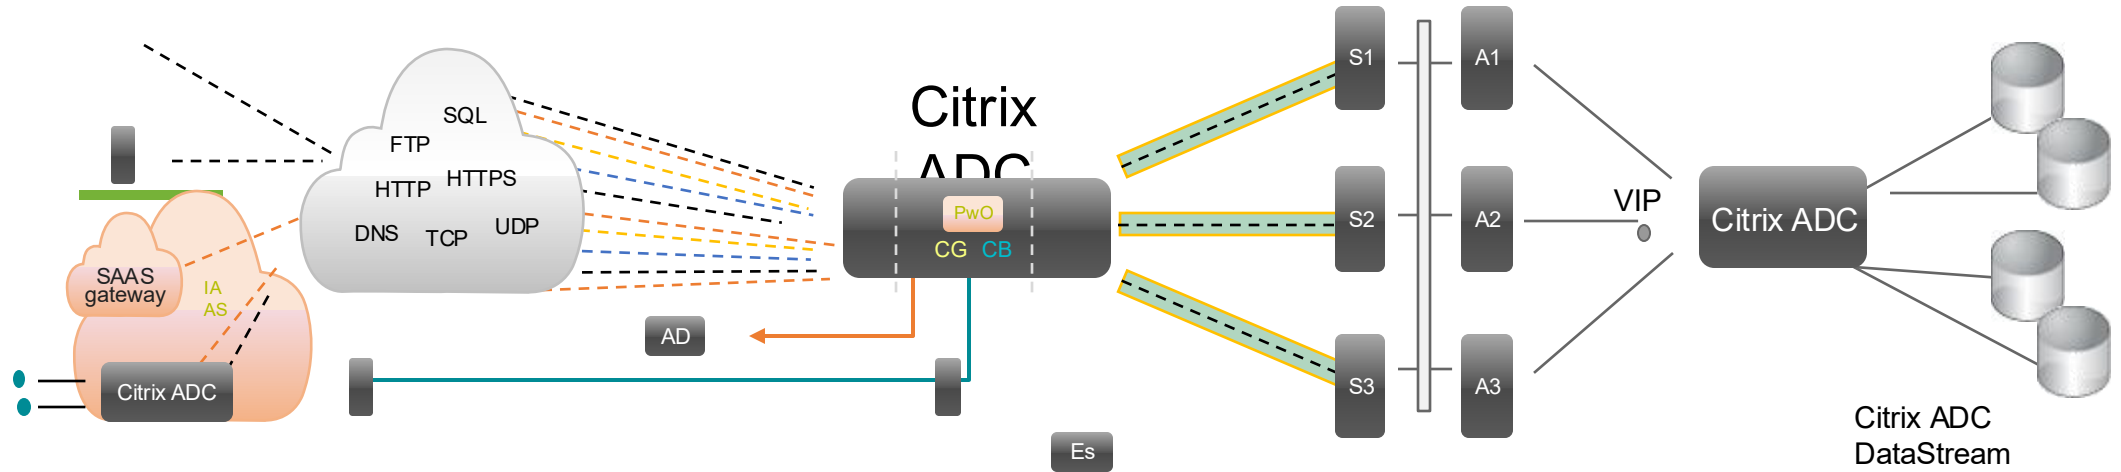 SQL
FTP
HTTP
HTTPS
DNS
TCP
UDP
SAAS
gateway
IA
AS
Citrix ADC
AD
Citrix
ADC
PwO
CG CB
Es
S1
S2
S3
A1
A2
A3
VIP
Citrix ADC
Citrix ADC
DataStream